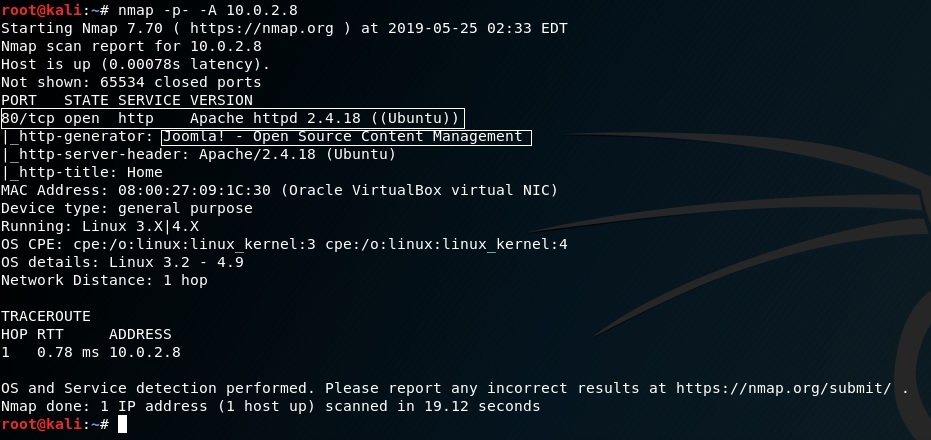 root@kali:~# nmap -p- -A 10.0.2.8
Starting Nmap 7.70 ( https://nmap.org ) at 2019-05-25 02:33 EDT
Nmap scan report for 10.0.2.8
Host is up (0.00078s latency).
Not shown: 65534 closed ports
PORT   STATE SERVICE VERSION
80/tcp open  http    Apache httpd 2.4.18 ((Ubuntu))
|_http-generator: Joomla! - Open Source Content Management
|_http-server-header: Apache/2.4.18 (Ubuntu)
|_http-title: Home
MAC Address: 08:00:27:09:1C:30 (Oracle VirtualBox virtual NIC)
Device type: general purpose
Running: Linux 3.X|4.X
OS CPE: cpe:/o:linux:linux_kernel:3 cpe:/o:linux:linux_kernel:4
OS details: Linux 3.2 - 4.9
Network Distance: 1 hop

TRACEROUTE
HOP RTT     ADDRESS
1   0.78 ms 10.0.2.8

OS and Service detection performed. Please report any incorrect results at https://nmap.org/submit/ .
Nmap done: 1 IP address (1 host up) scanned in 19.12 seconds
root@kali:~#